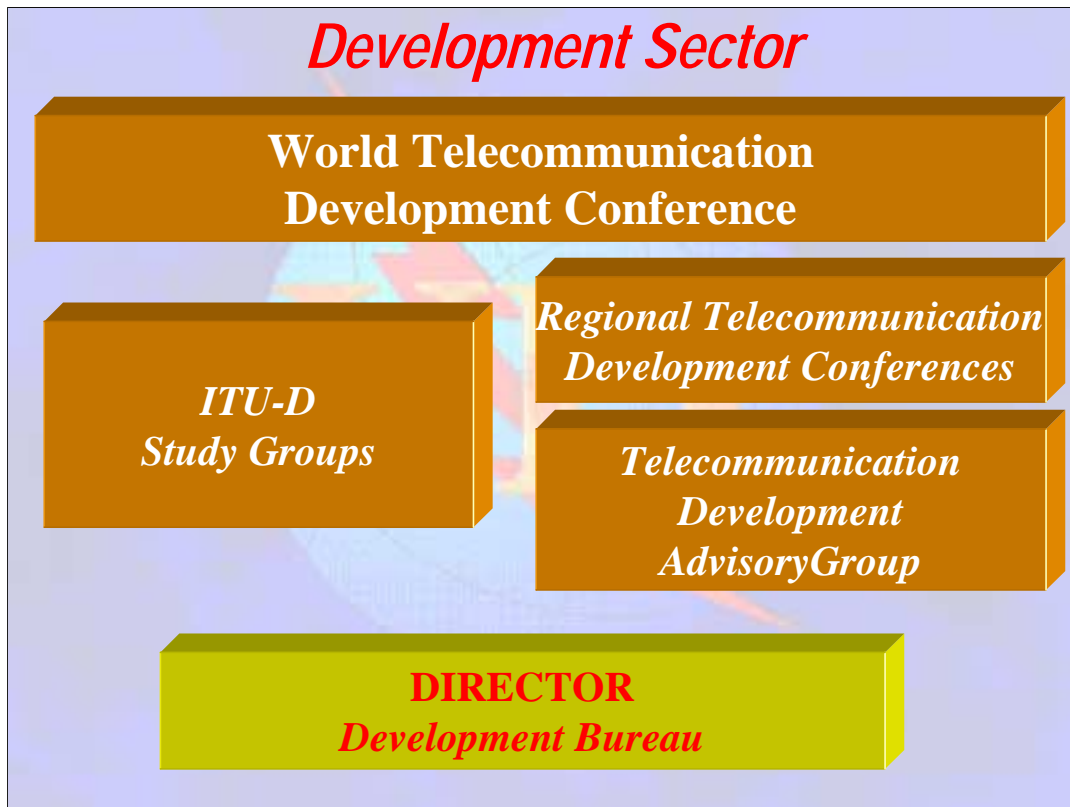 Development Sector
World Telecommunication
Development Conference
ITU-D
Study Groups
Regional Telecommunication
Development Conferences
Telecommunication
Development
AdvisoryGroup
DIRECTOR
Development Bureau